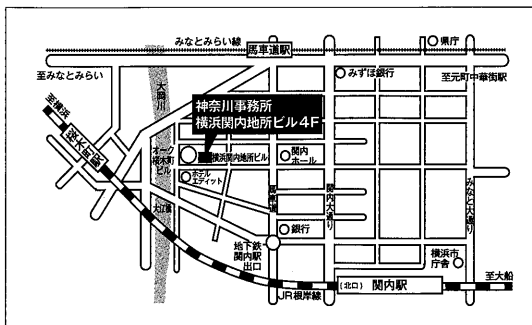 みなとみらい線
馬車道駅
県庁
至みなとみらい
みずほ銀行
至元町中華街駅
大岡川
至横浜
神奈川事務所
横浜関内地所ビル4F
桜木町駅
オーク
桜木町
ビル
横浜関内地所ビル
関内
ホール
ホテル
エディット
馬車道
関内大通り
みなと大通り
大江橋
銀行
地下鉄
関内駅
出口
横浜市
庁舎
至大船
(北口)
関内駅
JR根岸線